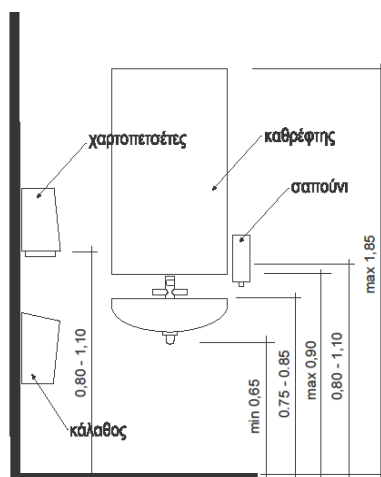 χαρτοπετσέτες
καθρέφτης
σαπούνι
max 1,85
0,80 - 1,10
κάλαθος
min 0,65
0.75 - 0.85
max 0,90
0,80 - 1,10